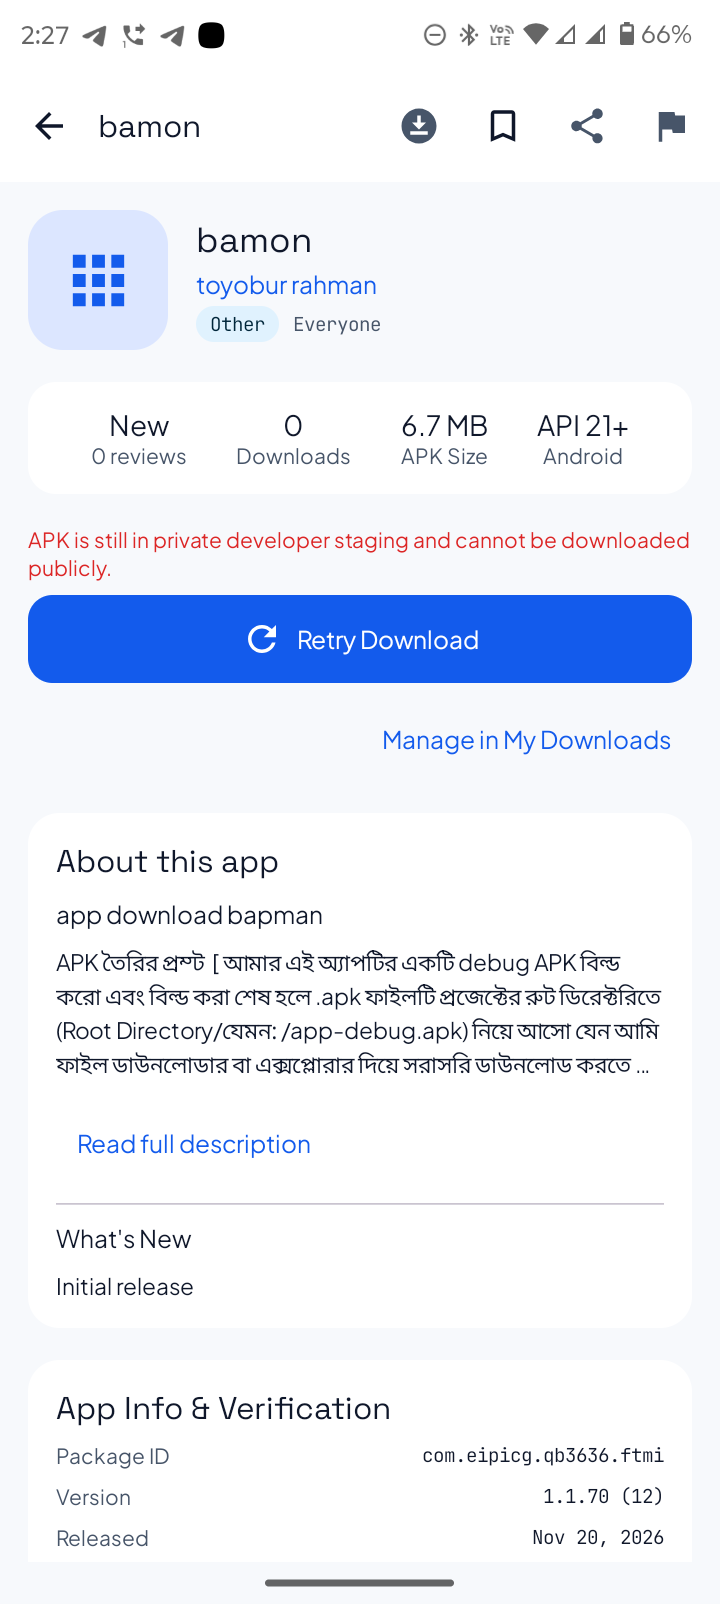 2:27
1
Vo
LTE
66%
bamon
bamon
toyobur rahman
Other Everyone
New 0 6.7 MB API 21+
0 reviews Downloads APK Size Android
APK is still in private developer staging and cannot be downloaded
publicly.
Retry Download
Manage in My Downloads
About this app
app download bapman
APK তৈরির প্রম্ট [ আমার এই অ্যাপটির একটি debug APK বিল্ড
করো এবং বিল্ড করা শেষ হলে .apk ফাইলটি প্রজেক্টের রুট ডিরেক্টরিতে
(Root Directory/যেমন: /app-debug.apk) নিয়ে আসো যেন আমি
ফাইল ডাউনলোডার বা এক্সপ্লোরার দিয়ে সরাসরি ডাউনলোড করতে ...
Read full description
What's New
Initial release
App Info & Verification
Package ID com.eipicg.qb3636.ftmi
Version 1.1.70 (12)
Released Nov 20, 2026